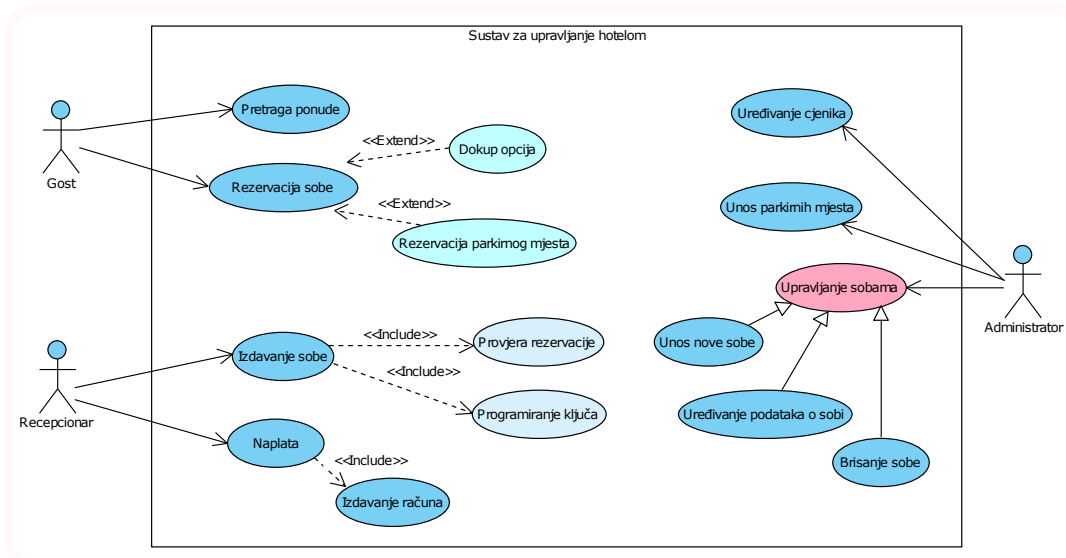 Sustav za upravljanje hotelom
Pretraga ponude
Uređivanje cjenika
<<Extend>>
Dokup opcija
Gost
Rezervacija sobe
<<Extend>>
Unos parkirnih mjesta
Rezervacija parkirnog mjesta
Upravljanje sobama
Administrator
<<Include>>
Provjera rezervacije
Unos nove sobe
Izdavanje sobe
<<Include>>
Recepcionar
Programiranje ključa
Uređivanje podataka o sobi
Naplata
<<Include>>
Brisanje sobe
Izdavanje računa